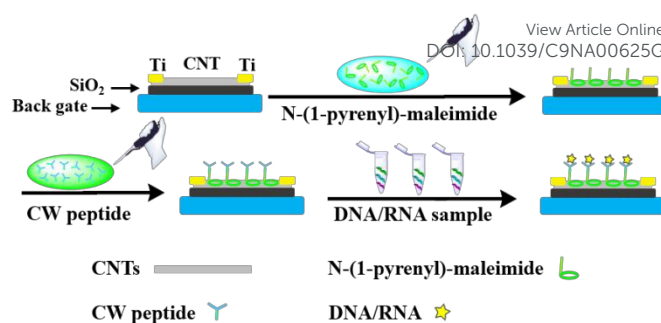 View Article Online
DOI: 10.1039/C9NA00625G
Ti CNT Ti
SiO₂
Back gate
N-(1-pyrenyl)-maleimide
CW peptide
DNA/RNA sample
CNTs
N-(1-pyrenyl)-maleimide
CW peptide
DNA/RNA